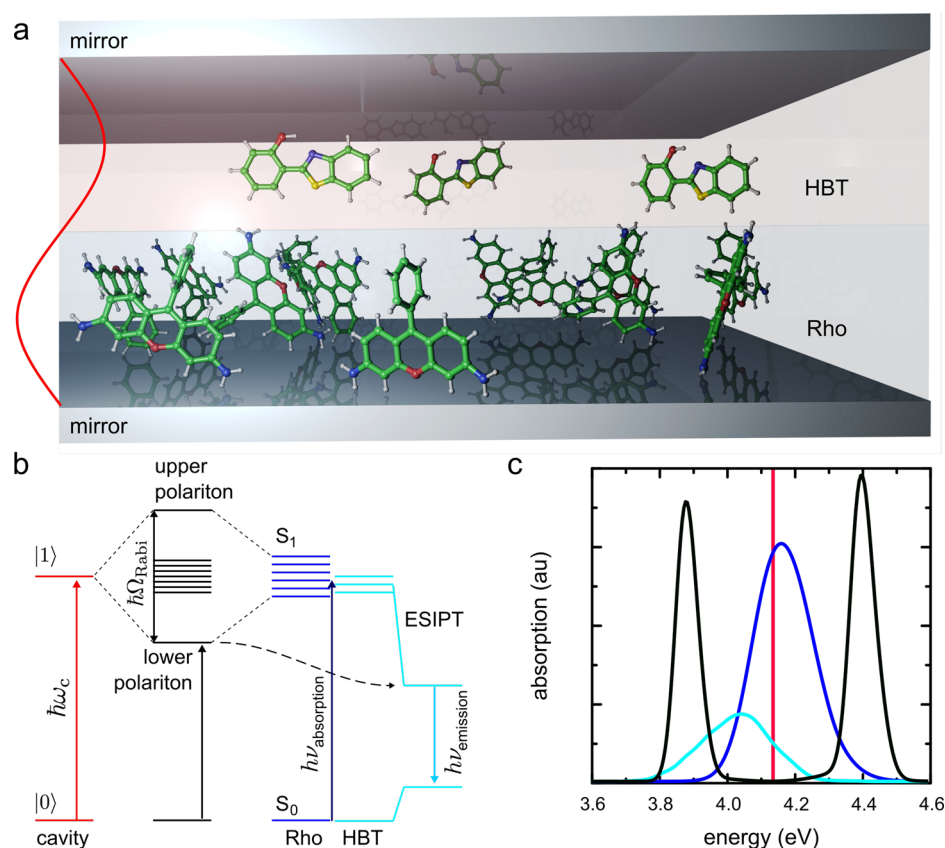 a
mirror
HBT
Rho
mirror
b
upper
polariton
|1⟩
ℏΩRabi
S1
ESIPT
lower
polariton
ℏωc
hνabsorption
hνemission
|0⟩
S0
cavity
Rho
HBT
c
absorption (au)
3.6
3.8
4.0
4.2
4.4
4.6
energy (eV)